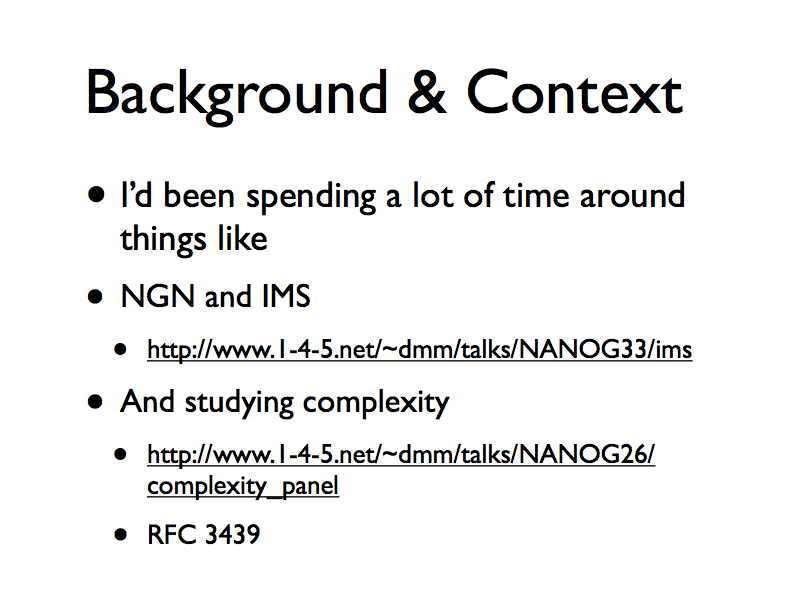 Background & Context
• I'd been spending a lot of time around
things like
• NGN and IMS
• http://www.1-4-5.net/~dmm/talks/NANOG33/ims
• And studying complexity
• http://www.1-4-5.net/~dmm/talks/NANOG26/
complexity_panel
• RFC 3439